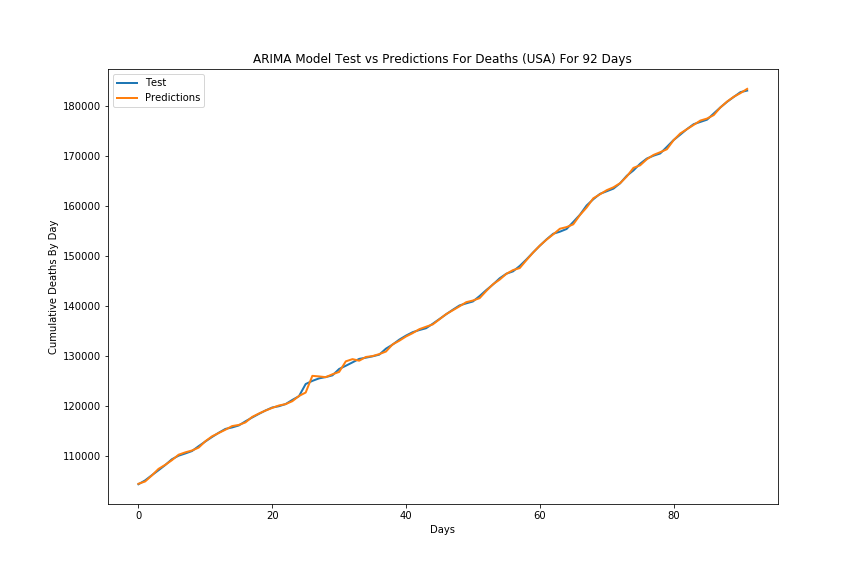 ARIMA Model Test vs Predictions For Deaths (USA) For 92 Days
Test
Predictions
180000
170000
160000
150000
140000
130000
120000
110000
Cumulative Deaths By Day
0 20 40 60 80
Days